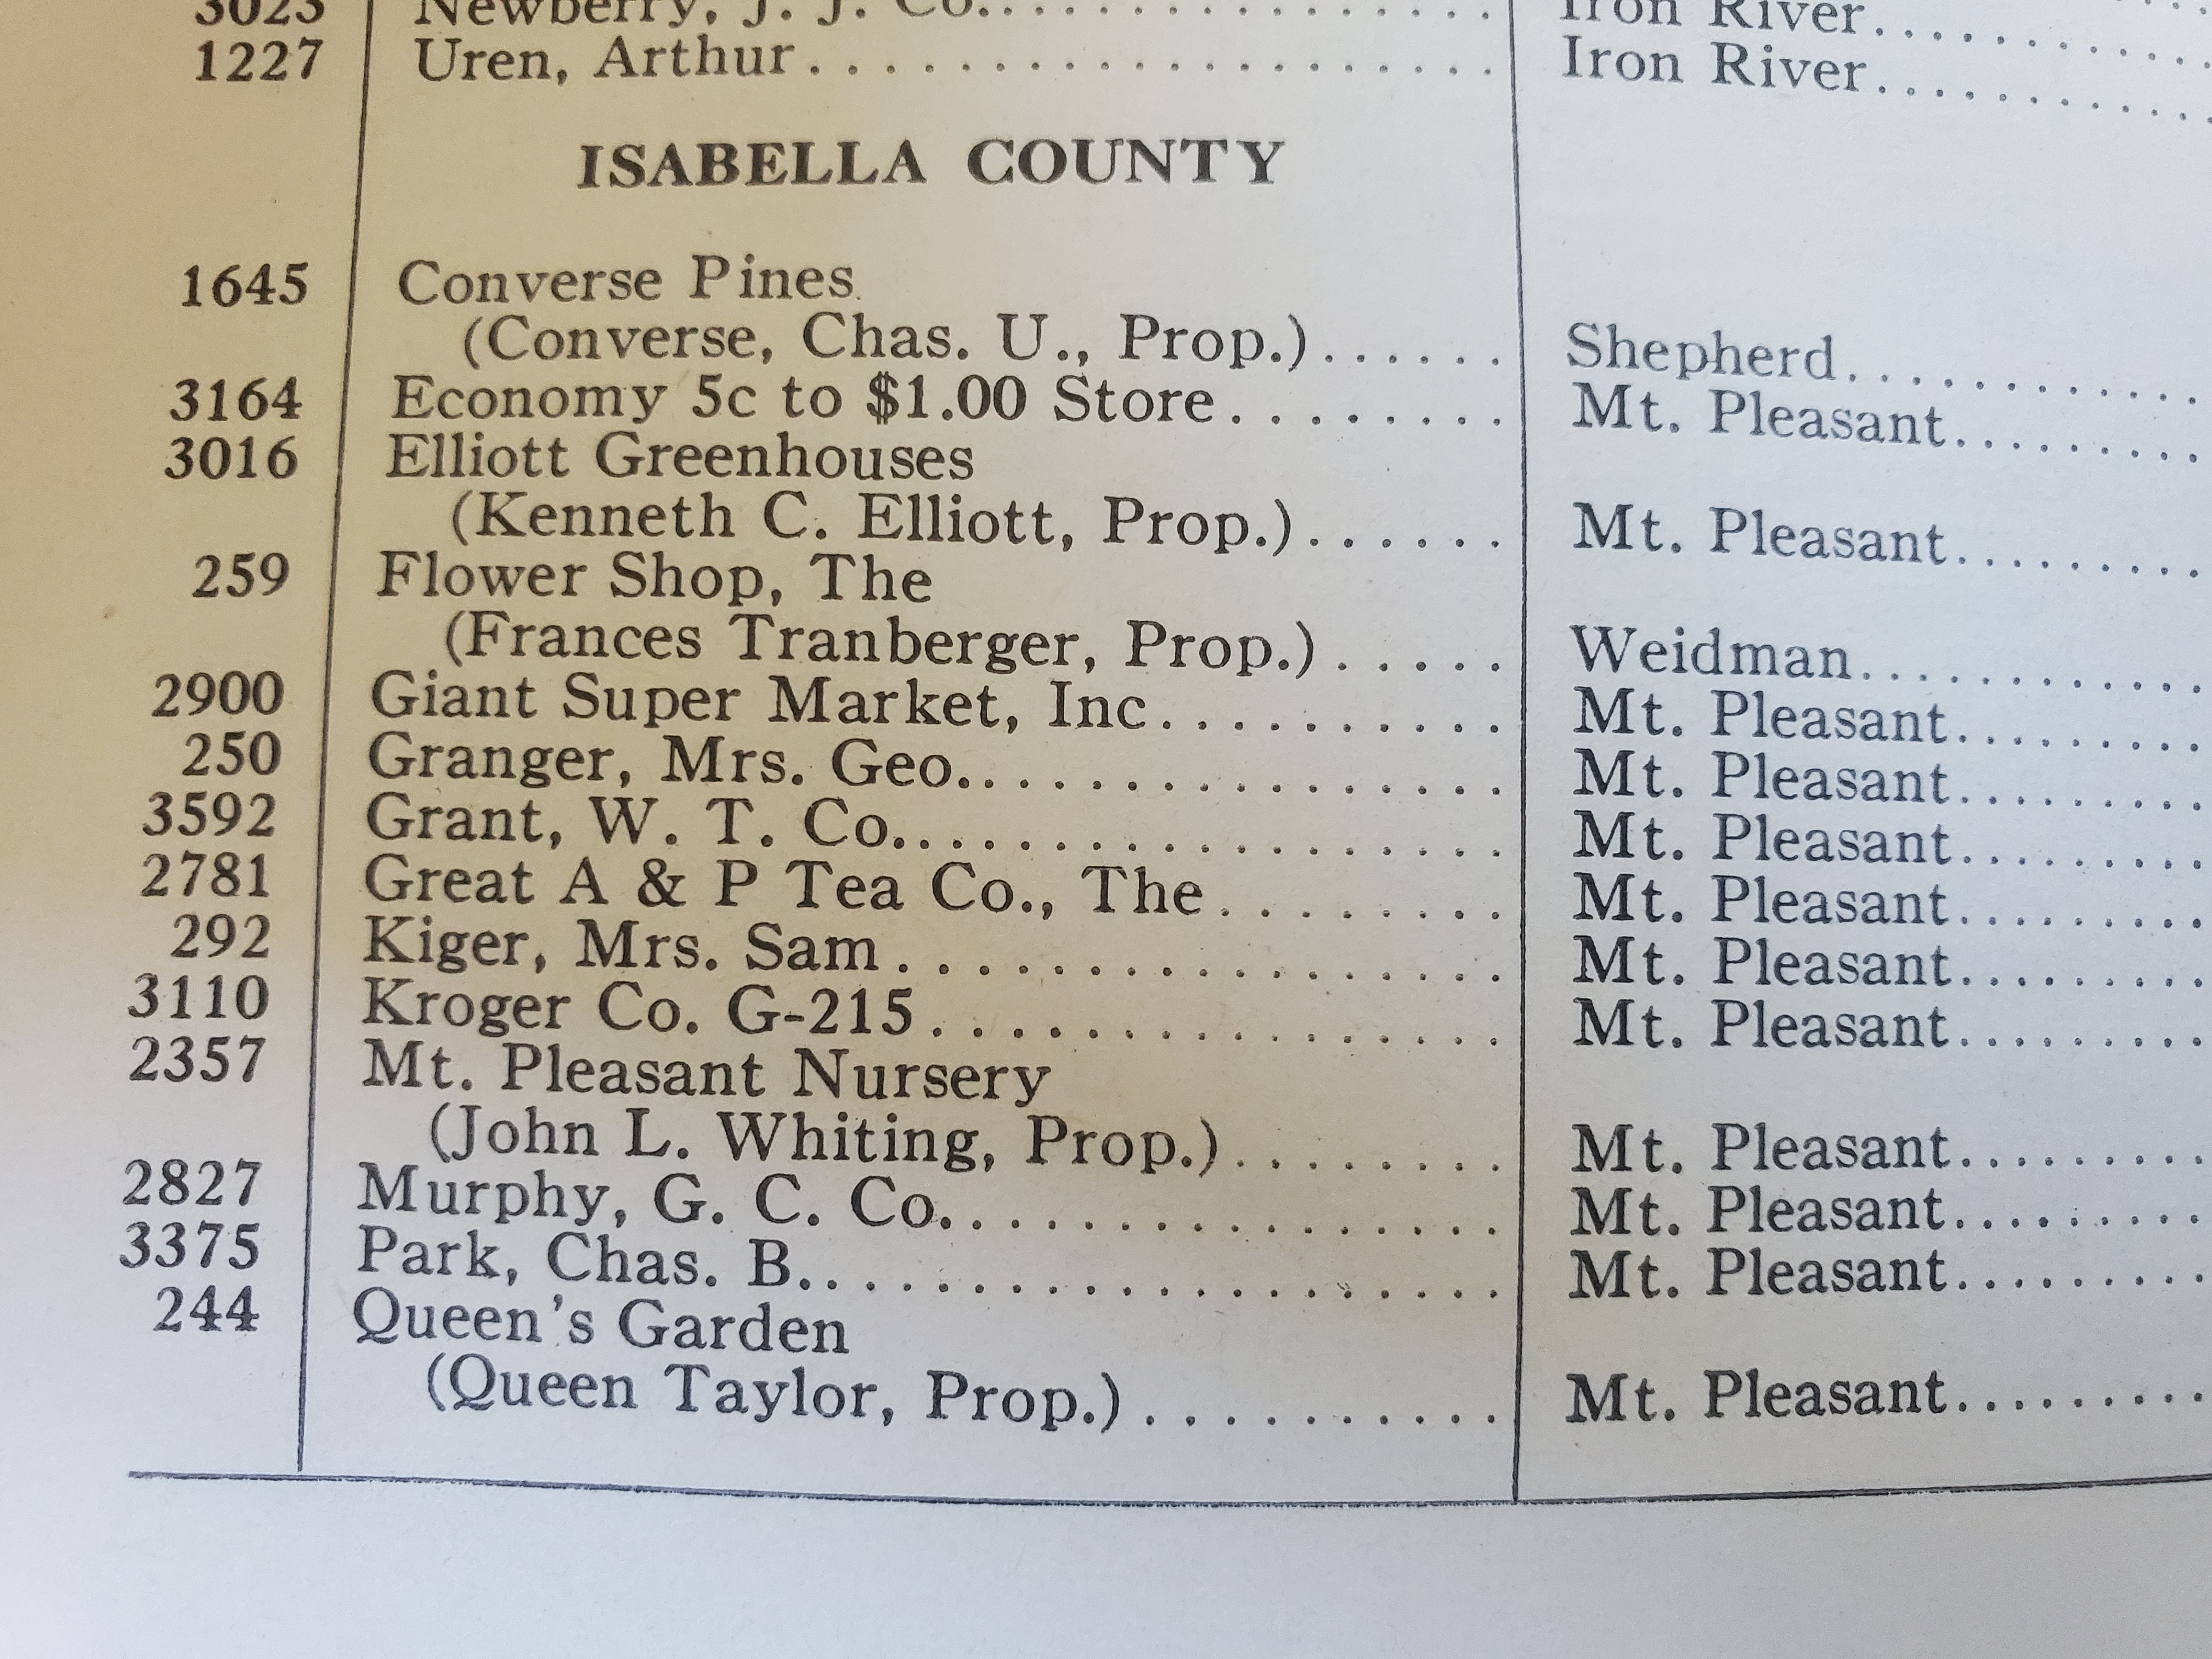 3023 Newberry, J. J. Co.................. Iron River..............
1227 Uren, Arthur....................... Iron River.............
ISABELLA COUNTY
1645 Converse Pines
(Converse, Chas. U., Prop.)....... Shepherd.............
3164 Economy 5c to $1.00 Store.......... Mt. Pleasant.........
3016 Elliott Greenhouses
(Kenneth C. Elliott, Prop.)....... Mt. Pleasant.........
259 Flower Shop, The
(Frances Tranberger, Prop.)...... Weidman.............
2900 Giant Super Market, Inc............ Mt. Pleasant.........
250 Granger, Mrs. Geo.................. Mt. Pleasant.........
3592 Grant, W. T. Co.................... Mt. Pleasant.........
2781 Great A & P Tea Co., The.......... Mt. Pleasant.........
292 Kiger, Mrs. Sam.................... Mt. Pleasant.........
3110 Kroger Co. G-215................... Mt. Pleasant.........
2357 Mt. Pleasant Nursery
(John L. Whiting, Prop.)......... Mt. Pleasant.........
2827 Murphy, G. C. Co.................. Mt. Pleasant.........
3375 Park, Chas. B...................... Mt. Pleasant.........
244 Queen's Garden
(Queen Taylor, Prop.)............ Mt. Pleasant.........